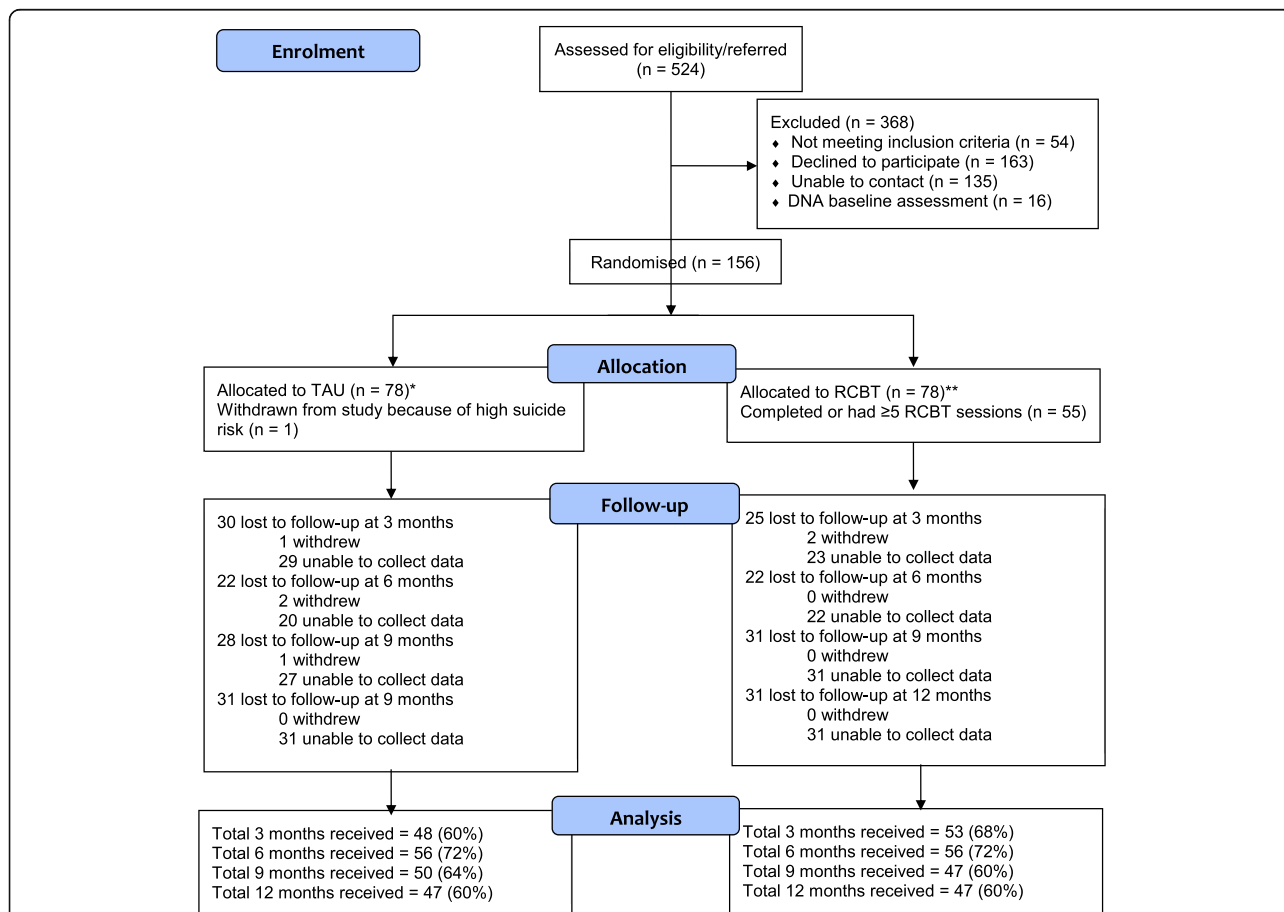 Enrolment
Assessed for eligibility/referred
(n = 524)
Excluded (n = 368)
♦ Not meeting inclusion criteria (n = 54)
♦ Declined to participate (n = 163)
♦ Unable to contact (n = 135)
♦ DNA baseline assessment (n = 16)
Randomised (n = 156)
Allocation
Allocated to TAU (n = 78)*
Withdrawn from study because of high suicide
risk (n = 1)
Allocated to RCBT (n = 78)**
Completed or had ≥5 RCBT sessions (n = 55)
Follow-up
30 lost to follow-up at 3 months
1 withdrew
29 unable to collect data
22 lost to follow-up at 6 months
2 withdrew
20 unable to collect data
28 lost to follow-up at 9 months
1 withdrew
27 unable to collect data
31 lost to follow-up at 9 months
0 withdrew
31 unable to collect data
25 lost to follow-up at 3 months
2 withdrew
23 unable to collect data
22 lost to follow-up at 6 months
0 withdrew
22 unable to collect data
31 lost to follow-up at 9 months
0 withdrew
31 unable to collect data
31 lost to follow-up at 12 months
0 withdrew
31 unable to collect data
Analysis
Total 3 months received = 48 (60%)
Total 6 months received = 56 (72%)
Total 9 months received = 50 (64%)
Total 12 months received = 47 (60%)
Total 3 months received = 53 (68%)
Total 6 months received = 56 (72%)
Total 9 months received = 47 (60%)
Total 12 months received = 47 (60%)